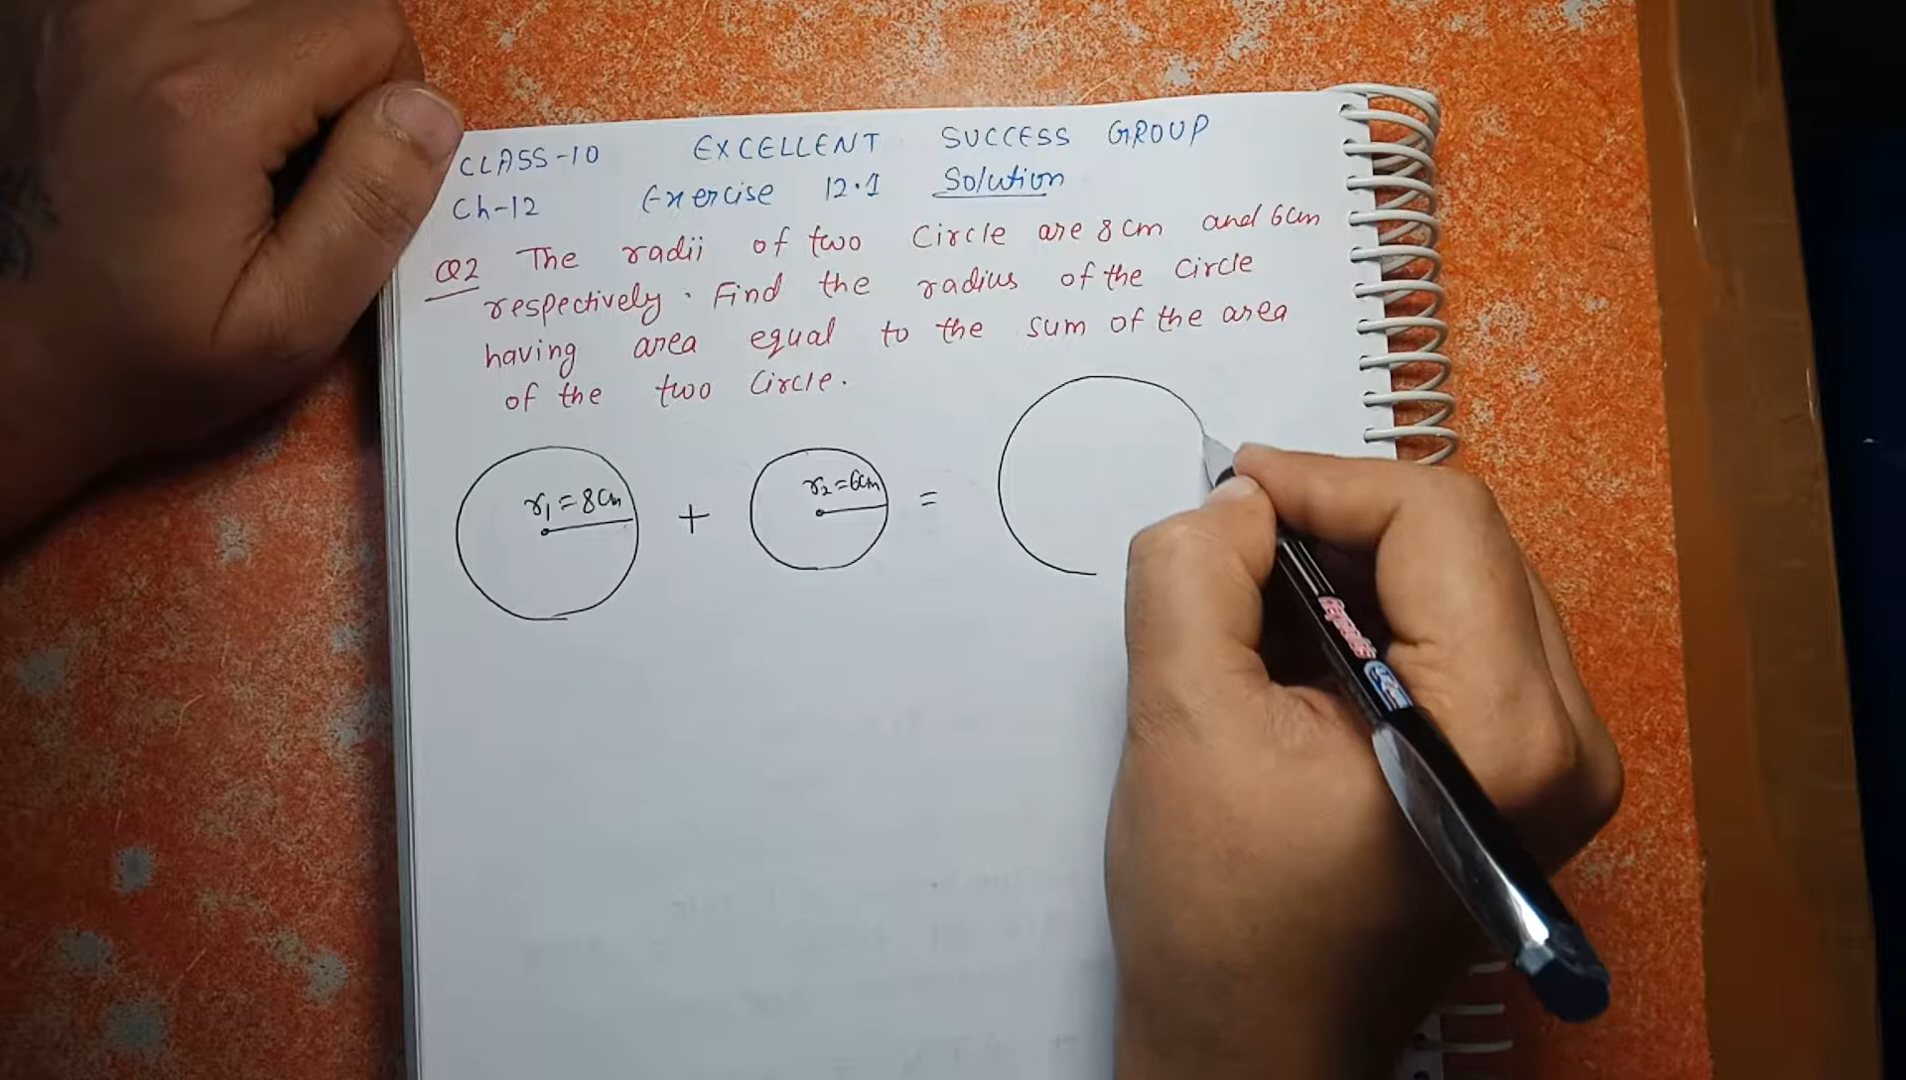 CLASS-10 EXCELLENT SUCCESS GROUP
Ch-12 Exercise 12.1 Solution
Q2 The radii of two Circle are 8cm and 6cm
respectively. Find the radius of the Circle
having area equal to the sum of the area
of the two Circle.
r₁ = 8cm + r₂ = 6cm =